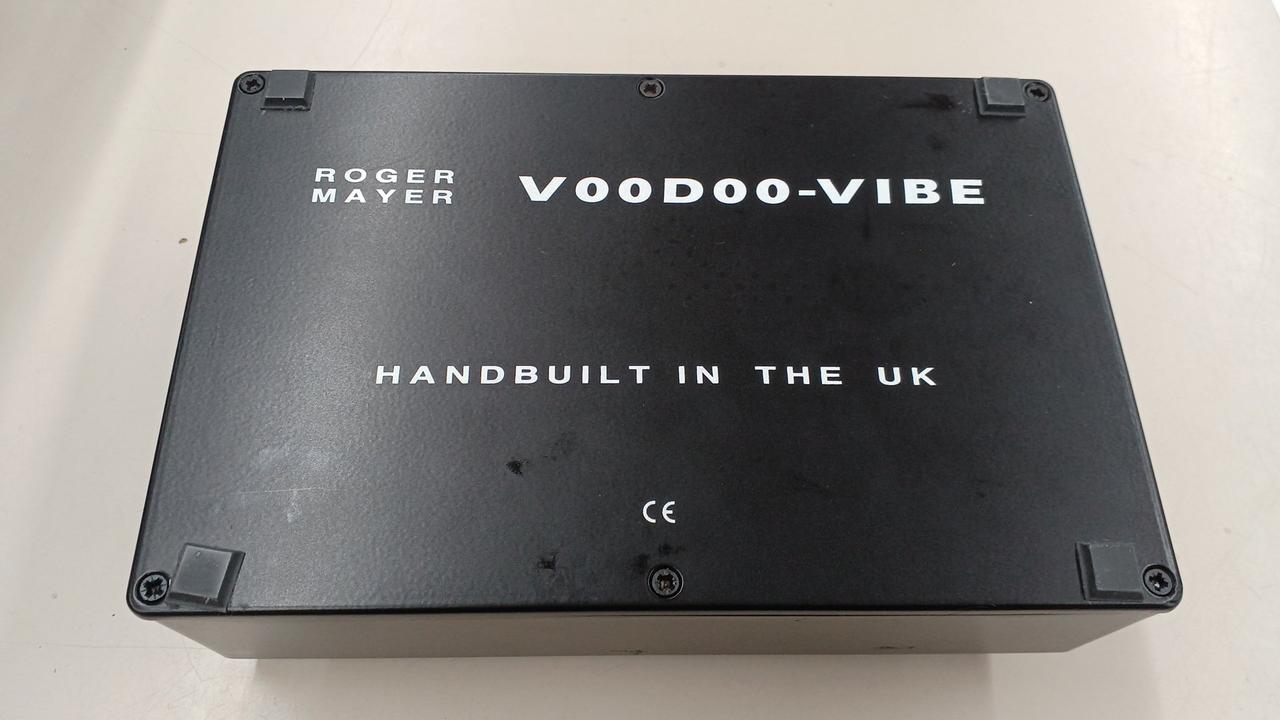 ROGER
MAYER
VOODOO-VIBE
HANDBUILT IN THE UK
CE